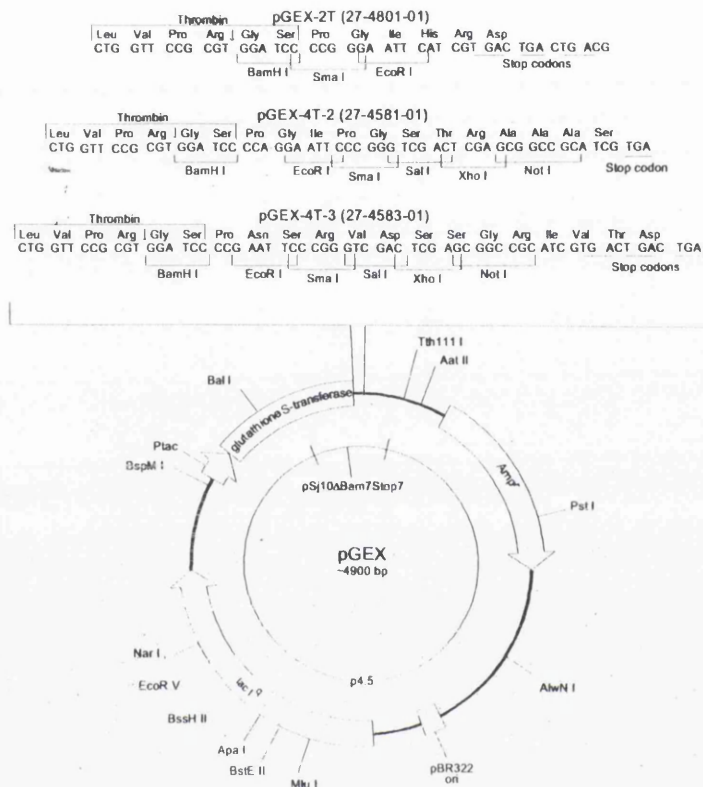 pGEX-2T (27-4801-01)
Thrombin
Leu Val Pro Arg Gly Ser Pro Gly Ile His Arg Asp
CTG GTT CCG CGT GGA TCC CCG GGA ATT CAT CGT GAC TGA CTG ACG
BamH I Sma I EcoR I Stop codons
pGEX-4T-2 (27-4581-01)
Thrombin
Leu Val Pro Arg Gly Ser Pro Gly Ile Pro Gly Ser Thr Arg Ala Ala Ala Ser
CTG GTT CCG CGT GGA TCC CCA GGA ATT CCC GGG TCG ACT CGA GCG GCC GCA TCG TGA
BamH I EcoR I Sma I Sal I Xho I Not I Stop codon
pGEX-4T-3 (27-4583-01)
Thrombin
Leu Val Pro Arg Gly Ser Pro Asn Ser Arg Val Asp Ser Ser Gly Arg Ile Val Thr Asp
CTG GTT CCG CGT GGA TCC CCG AAT TCC CGG GTC GAC TCG AGC GGC CGC ATC GTG ACT GAC TGA
BamH I EcoR I Sma I Sal I Xho I Not I Stop codons
Tth111 I
Aat II
Bal I
glutathione S-transferase
Ptac
BspM I
pSj10ΔBam7Stop7
Ampr
Pst I
pGEX
~4900 bp
Nar I
EcoR V
lac I q
p4.5
AlwN I
BssH II
Apa I
BstE II
Mlu I
pBR322
ori